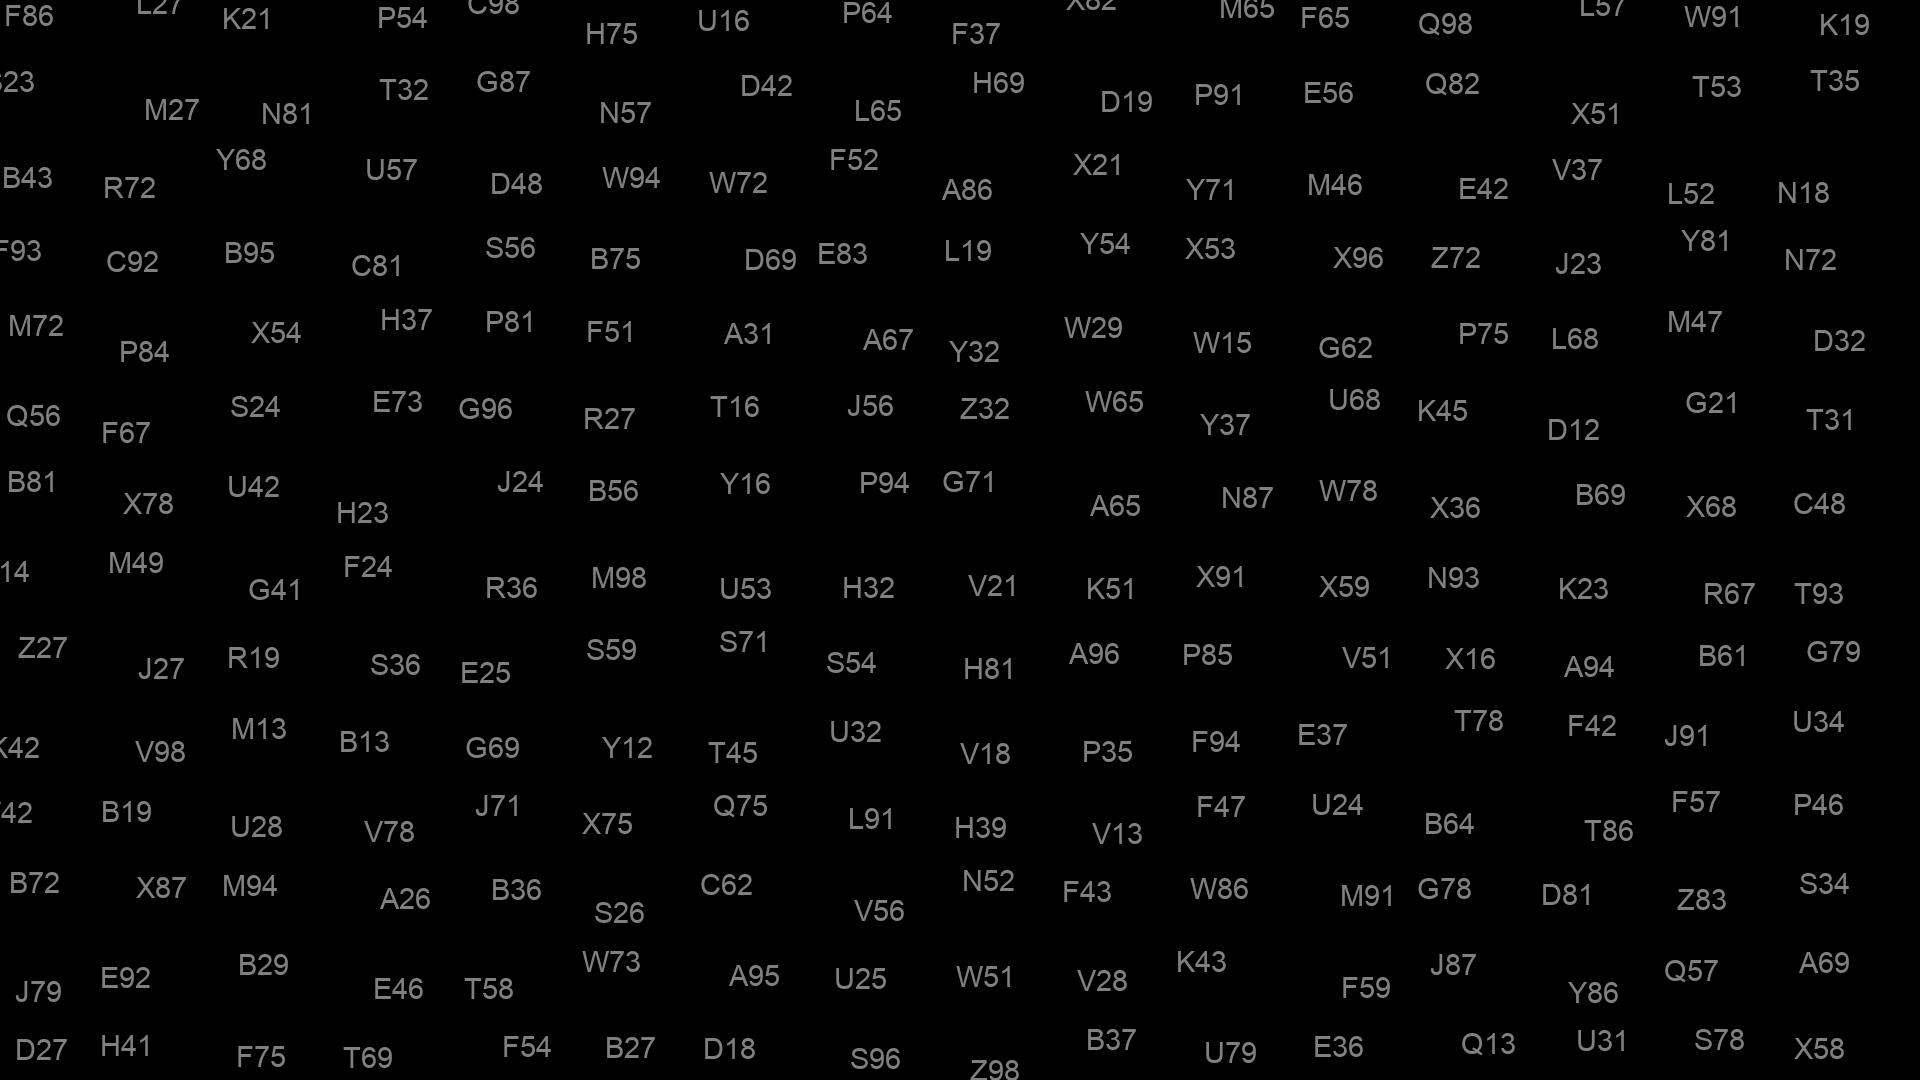 F86 L27 K21 P54 C98 H75 U16 P64 F37 X82 M65 F65 Q98 L57 W91 K19
S23 M27 N81 T32 G87 N57 D42 L65 H69 D19 P91 E56 Q82 X51 T53 T35
B43 R72 Y68 U57 D48 W94 W72 F52 A86 X21 Y71 M46 E42 V37 L52 N18
F93 C92 B95 C81 S56 B75 D69 E83 L19 Y54 X53 X96 Z72 J23 Y81 N72
M72 P84 X54 H37 P81 F51 A31 A67 Y32 W29 W15 G62 P75 L68 M47 D32
Q56 F67 S24 E73 G96 R27 T16 J56 Z32 W65 Y37 U68 K45 D12 G21 T31
B81 X78 U42 H23 J24 B56 Y16 P94 G71 A65 N87 W78 X36 B69 X68 C48
14 M49 G41 F24 R36 M98 U53 H32 V21 K51 X91 X59 N93 K23 R67 T93
Z27 J27 R19 S36 E25 S59 S71 S54 H81 A96 P85 V51 X16 A94 B61 G79
K42 V98 M13 B13 G69 Y12 T45 U32 V18 P35 F94 E37 T78 F42 J91 U34
42 B19 U28 V78 J71 X75 Q75 L91 H39 V13 F47 U24 B64 T86 F57 P46
B72 X87 M94 A26 B36 S26 C62 V56 N52 F43 W86 M91 G78 D81 Z83 S34
J79 E92 B29 E46 T58 W73 A95 U25 W51 V28 K43 F59 J87 Y86 Q57 A69
D27 H41 F75 T69 F54 B27 D18 S96 Z98 B37 U79 E36 Q13 U31 S78 X58